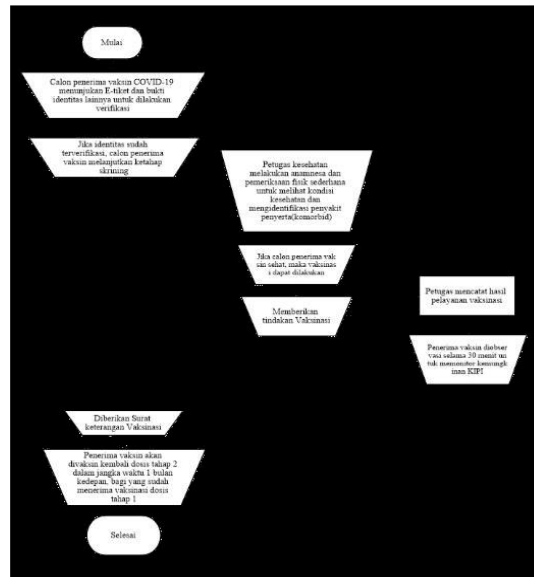 Mulai
Calon penerima vaksin COVID-19
menunjukan E-tiket dan bukti
identitas lainnya untuk dilakukan
verifikasi
Jika identitas sudah
terverifikasi, calon penerima
vaksin melanjutkan ketahap
skrining
Petugas kesehatan
melakukan anamnesa dan
pemeriksaan fisik sederhana
untuk melihat kondisi
kesehatan dan
mengidentifikasi penyakit
penyerta(komorbid)
Jika calon penerima vak
sin sehat, maka vaksinas
i dapat dilakukan
Memberikan
tindakan Vaksinasi
Petugas mencatat hasil
pelayanan vaksinasi
Penerima vaksin diobser
vasi selama 30 menit un
tuk memonitor kemungk
inan KIPI
Diberikan Surat
keterangan Vaksinasi
Penerima vaksin akan
divaksin kembali dosis tahap 2
dalam jangka waktu 1 bulan
kedepan, bagi yang sudah
menerima vaksinasi dosis
tahap 1
Selesai